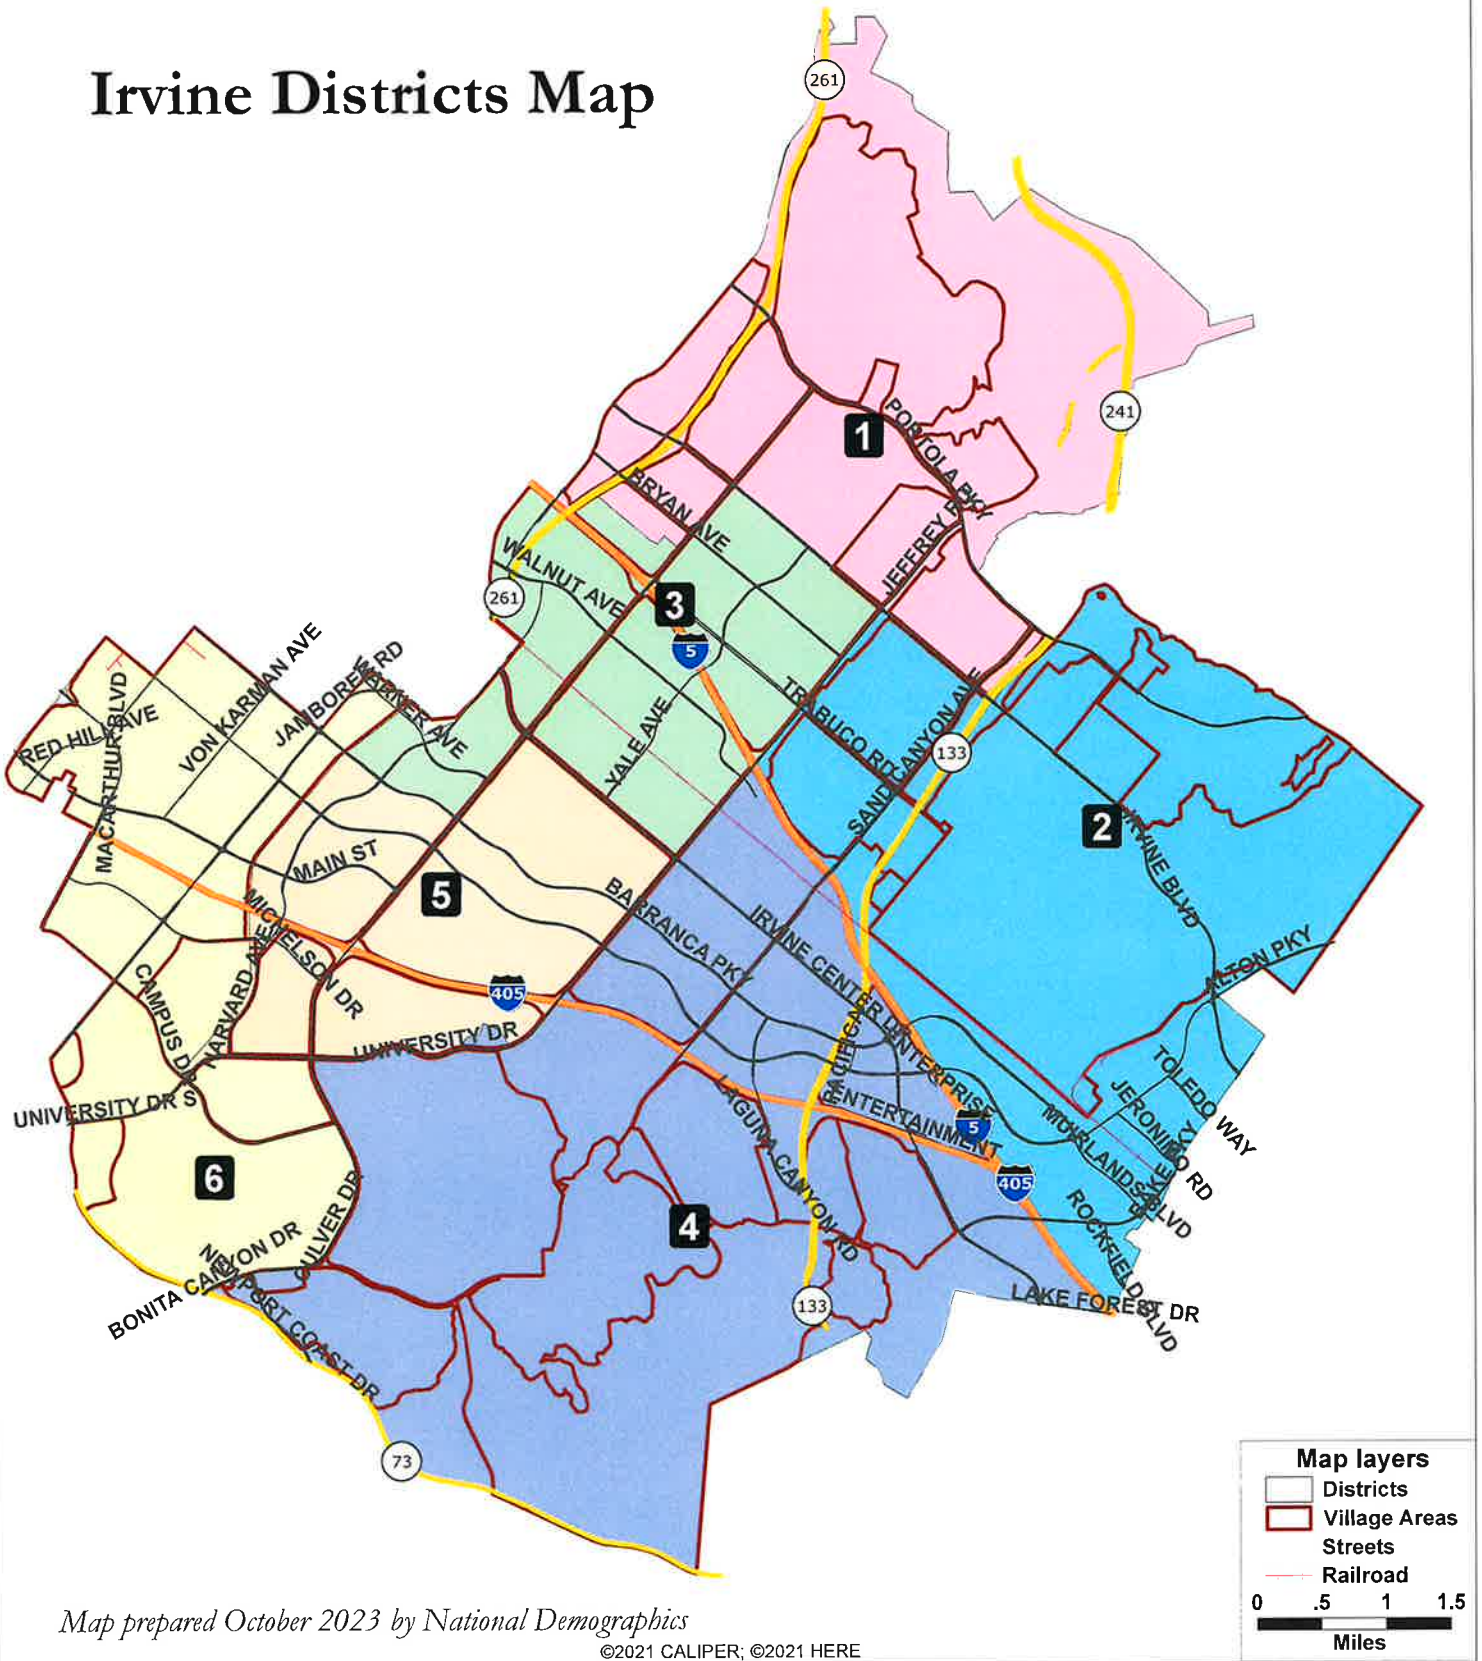 Irvine Districts Map
261
241
1
PORTOLA PKY
BRYAN AVE
JEFFREY
WALNUT AVE
261
3
5
VON KARMAN AVE
JAMBOREE RD
WARNER AVE
RED HILL AVE
MACARTHUR BLVD
YALE AVE
TRABUCO RD
SAND CANYON AVE
133
2
IRVINE BLVD
MAIN ST
5
MICHELSON DR
HARVARD AVE
BARRANCA PKY
IRVINE CENTER DR
ALTON PKY
405
CAMPUS DR
UNIVERSITY DR
PACIFICA
ENTERPRISE
ENTERTAINMENT
5
TOLEDO WAY
JERONIMO RD
MUIRLANDS BLVD
UNIVERSITY DR S
LAGUNA CANYON RD
405
LAKE
ROCKFIELD BLVD
6
4
CULVER DR
BONITA CANYON DR
NEWPORT COAST DR
133
LAKE FOREST DR
73
Map layers
Districts
Village Areas
Streets
Railroad
0 .5 1 1.5
Miles
Map prepared October 2023 by National Demographics
©2021 CALIPER; ©2021 HERE